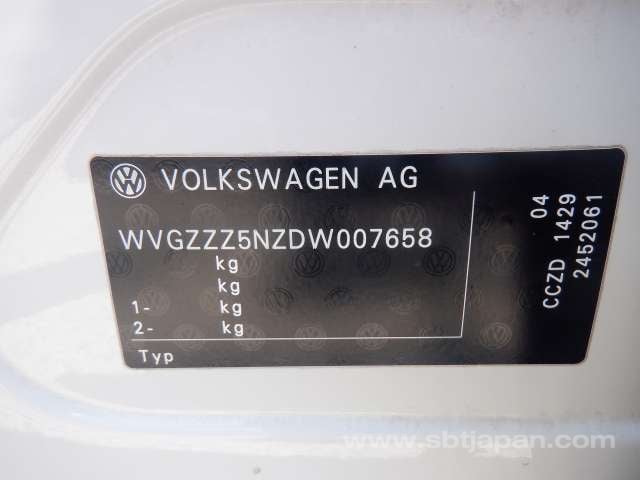 VOLKSWAGEN AG
WVGZZZ5NZDW007658
kg
kg
1- kg
2- kg
Typ
04
CCZD 1429
2452061
www.sbtjapan.com